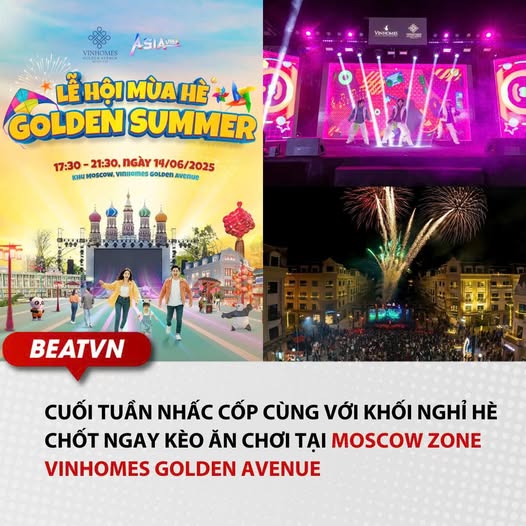 VINHOMES
GOLDEN AVENUE
LỄ HỘI MÙA HÈ
GOLDEN SUMMER
17:30 - 21:30, NGÀY 14/06/2025
KHU MOSCOW, VINHOMES GOLDEN AVENUE
VINHOMES
BEATVN
CUỐI TUẦN NHẤC CỐP CÙNG VỚI KHỐI NGHỈ HÈ
CHỐT NGAY KÈO ĂN CHƠI TẠI MOSCOW ZONE
VINHOMES GOLDEN AVENUE